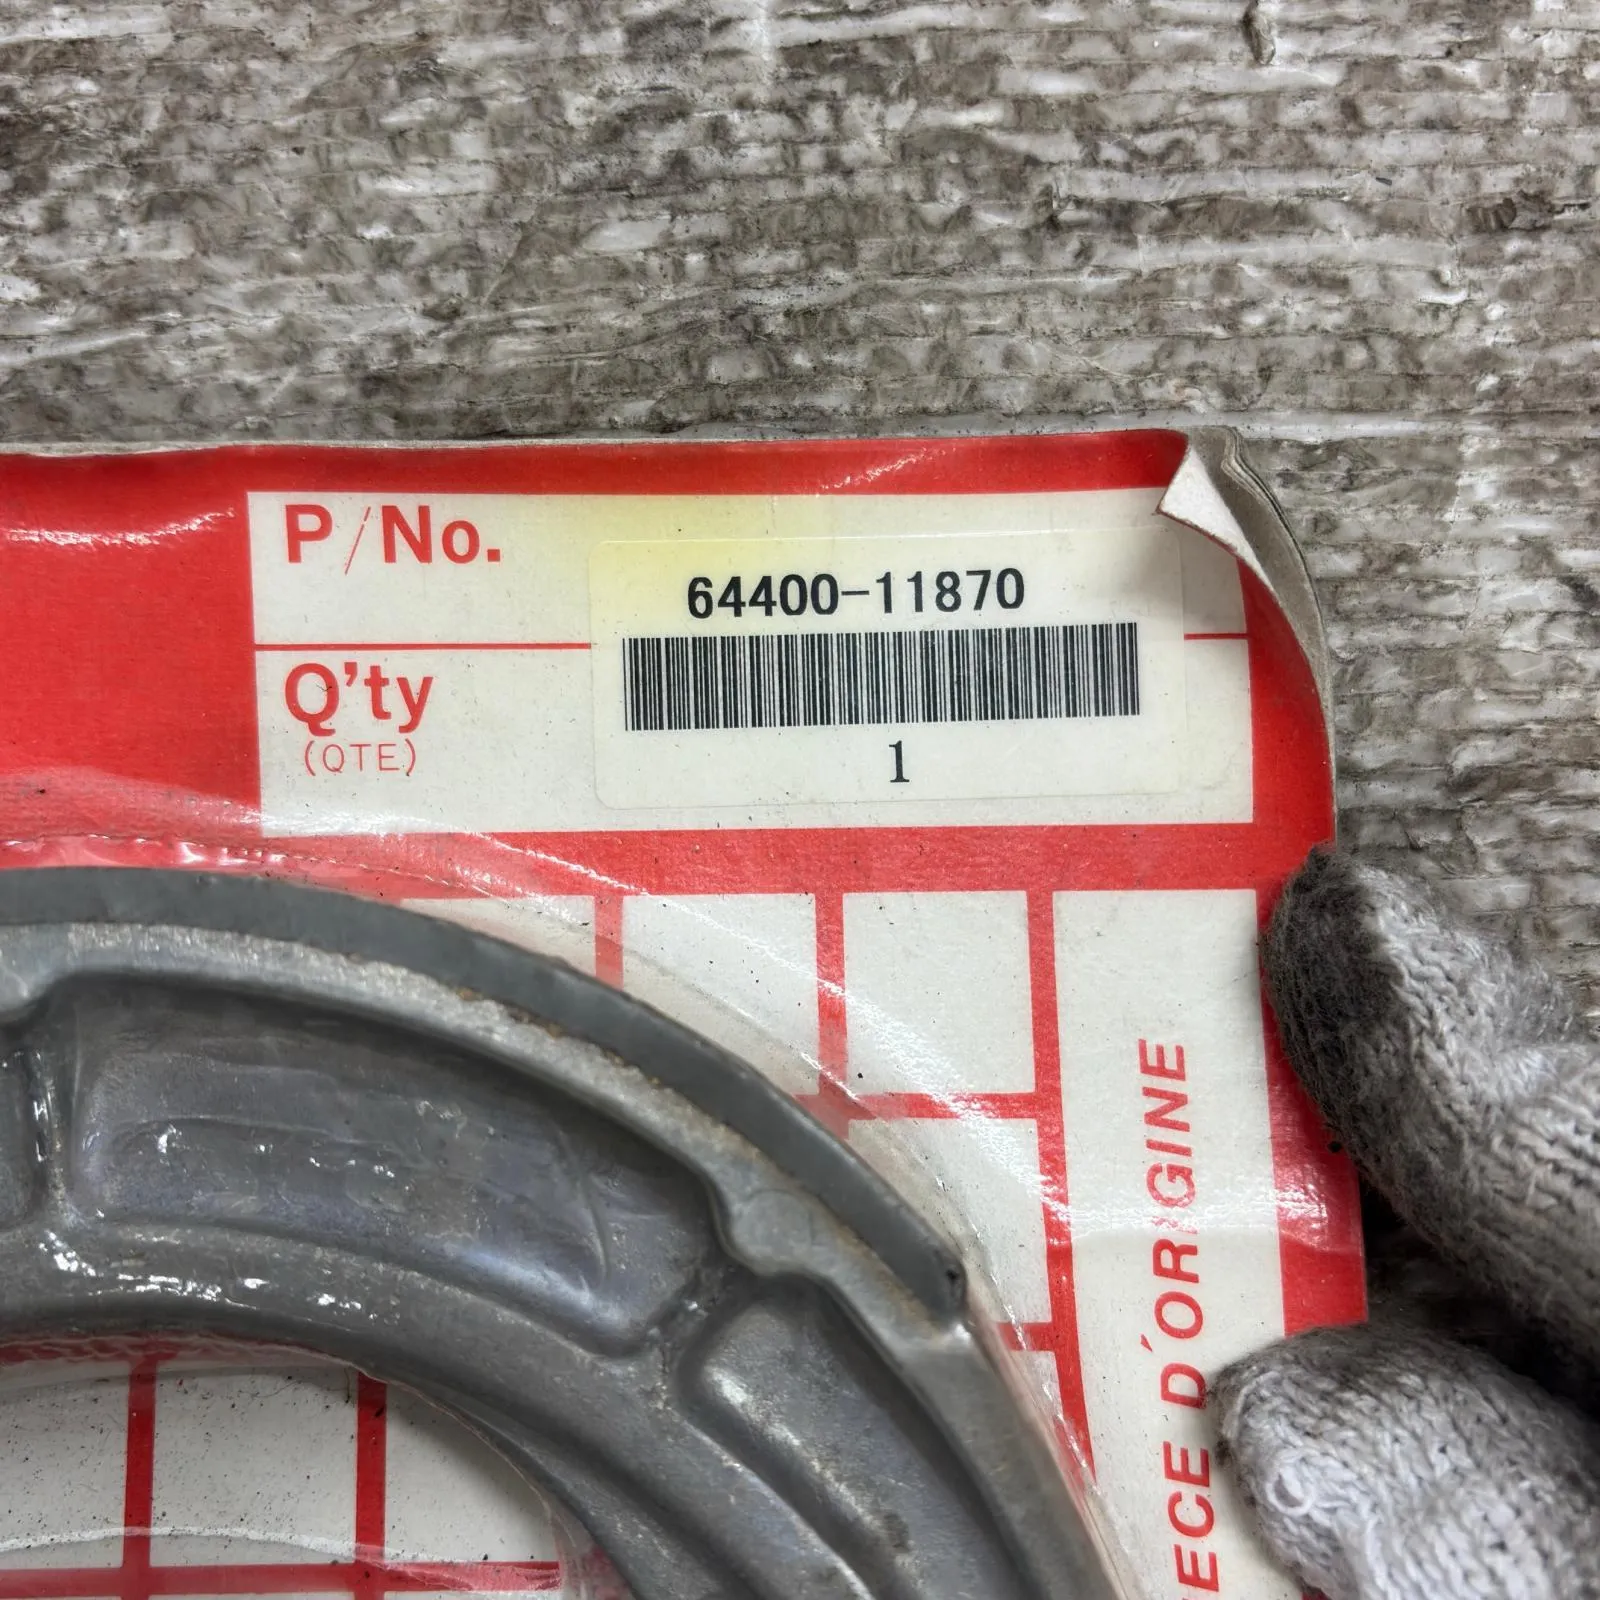 P/No.
64400-11870
Q'ty
(QTE)
1
ECE D'ORIGINE